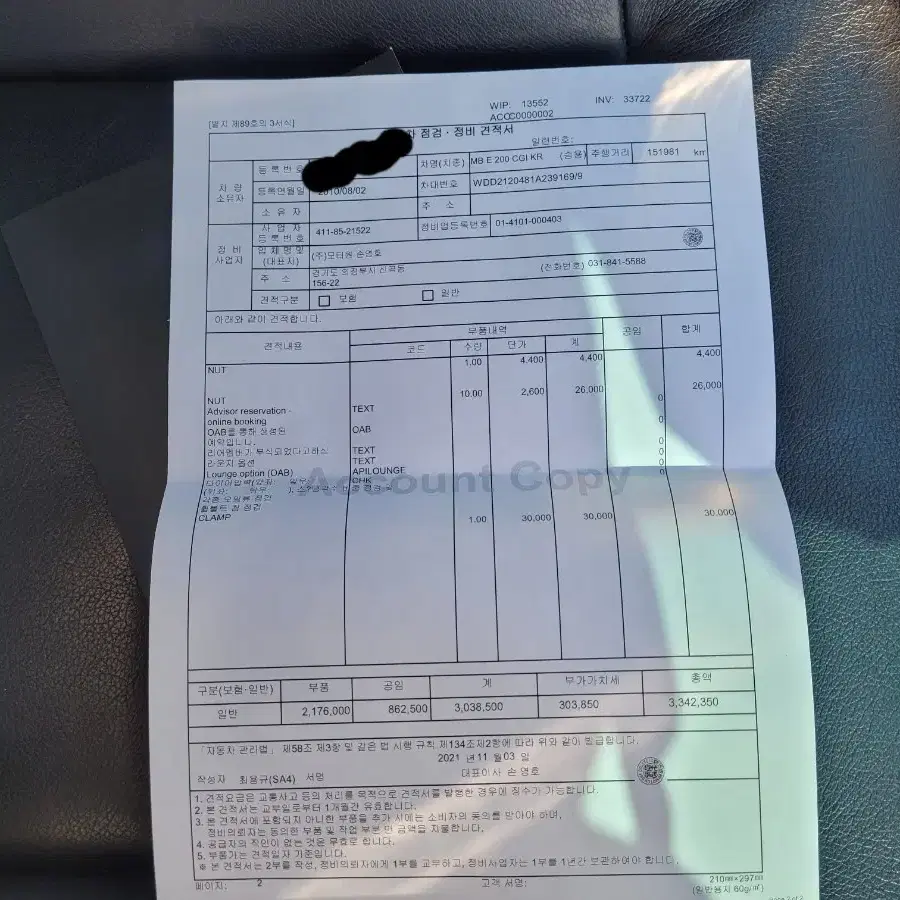 WIP: 13552 INV: 33722
ACCC0000002
[별지 제89호의 3서식]
차 점검 · 정비 견적서
일련번호:
차량 소유자
등록번호
차명(차종) MB E 200 CGI KR (승용) 주행거리 151981 km
등록연월일 2010/08/02 차대번호 WDD2120481A239169/9
소유자 주소
정비 사업자
사업자 등록번호 411-85-21522 정비업등록번호 01-4101-000403
업체명및 (대표자) (주)모터원 손영호
주소 경기도 의정부시 신곡동 156-22 (전화번호) 031-841-5588
견적구분 보험 일반
아래와 같이 견적합니다.
견적내용 부품내역 공임 합계
코드 수량 단가 계
NUT 1.00 4,400 4,400 4,400
NUT 10.00 2,600 26,000 26,000
Advisor reservation - TEXT 0
online booking
OAB를 통해 생성된 OAB 0
예약입니다.
리어멤버가 부식되었다고하심 TEXT 0
라운지 옵션 TEXT 0
Lounge option (OAB) APILOUNGE 0
CHK
각종 오일류 점검
휠볼트 점검
CLAMP 1.00 30,000 30,000 30,000
Account Copy
구분(보험·일반) 부품 공임 계 부가가치세 총액
일반 2,176,000 862,500 3,038,500 303,850 3,342,350
「자동차 관리법」 제58조 제3항 및 같은 법 시행 규칙 제134조제2항에 따라 위와 같이 발급합니다.
2021 년 11 월 03 일
작성자 최용규(SA4) 서명 대표이사 손 영호
1. 견적요금은 교통사고 등의 처리를 목적으로 견적서를 발행한 경우에 징수가 가능합니다.
2. 본 견적서는 교부일로부터 1개월간 유효합니다.
3. 본 견적서에 포함되지 아니한 부품을 추가 시에는 소비자의 동의를 받아야 하며,
정비의뢰자는 동의한 부품 및 작업 부분 만 금액을 지불합니다.
4. 공급자의 직인이 없는 것은 무효로 합니다.
5. 부품가는 견적일자 기준입니다.
※ 본 견적서는 2부를 작성, 정비의뢰자에게 1부를 교부하고, 정비사업자는 1부를 1년간 보관하여야 합니다.
페이지: 2 고객 서명: 210㎜×297㎜
(일반용지 60g/㎡)